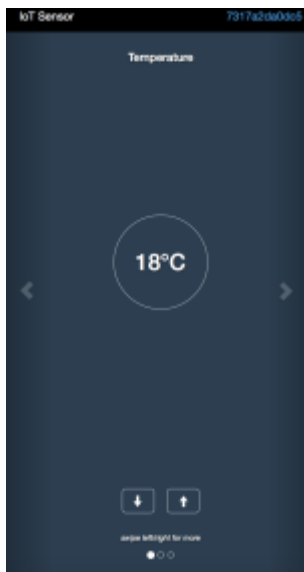 IoT Sensor 7317a2da0dc5
Temperature
18°C
swipe left/right for more